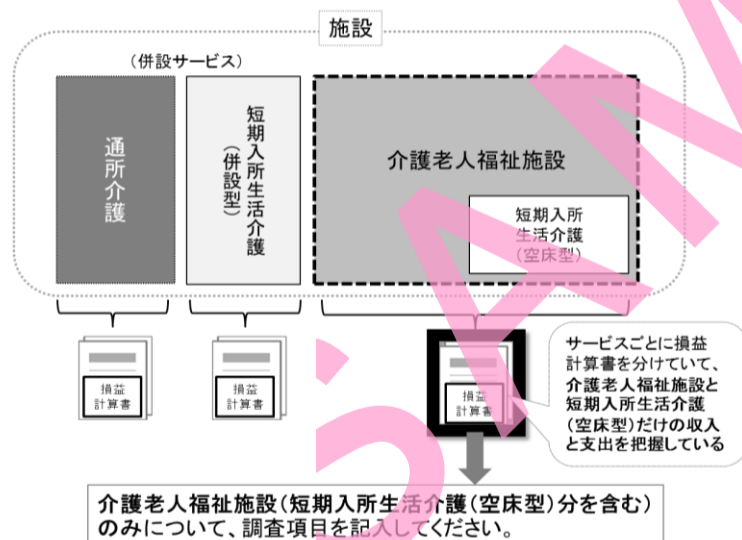 施設
(併設サービス)
通所介護
短期入所生活介護
(併設型)
介護老人福祉施設
短期入所
生活介護
(空床型)
損益
計算書
損益
計算書
損益
計算書
サービスごとに損益
計算書を分けていて、
介護老人福祉施設と
短期入所生活介護
(空床型)だけの収入
と支出を把握している
介護老人福祉施設(短期入所生活介護(空床型)分を含む)
のみについて、調査項目を記入してください。